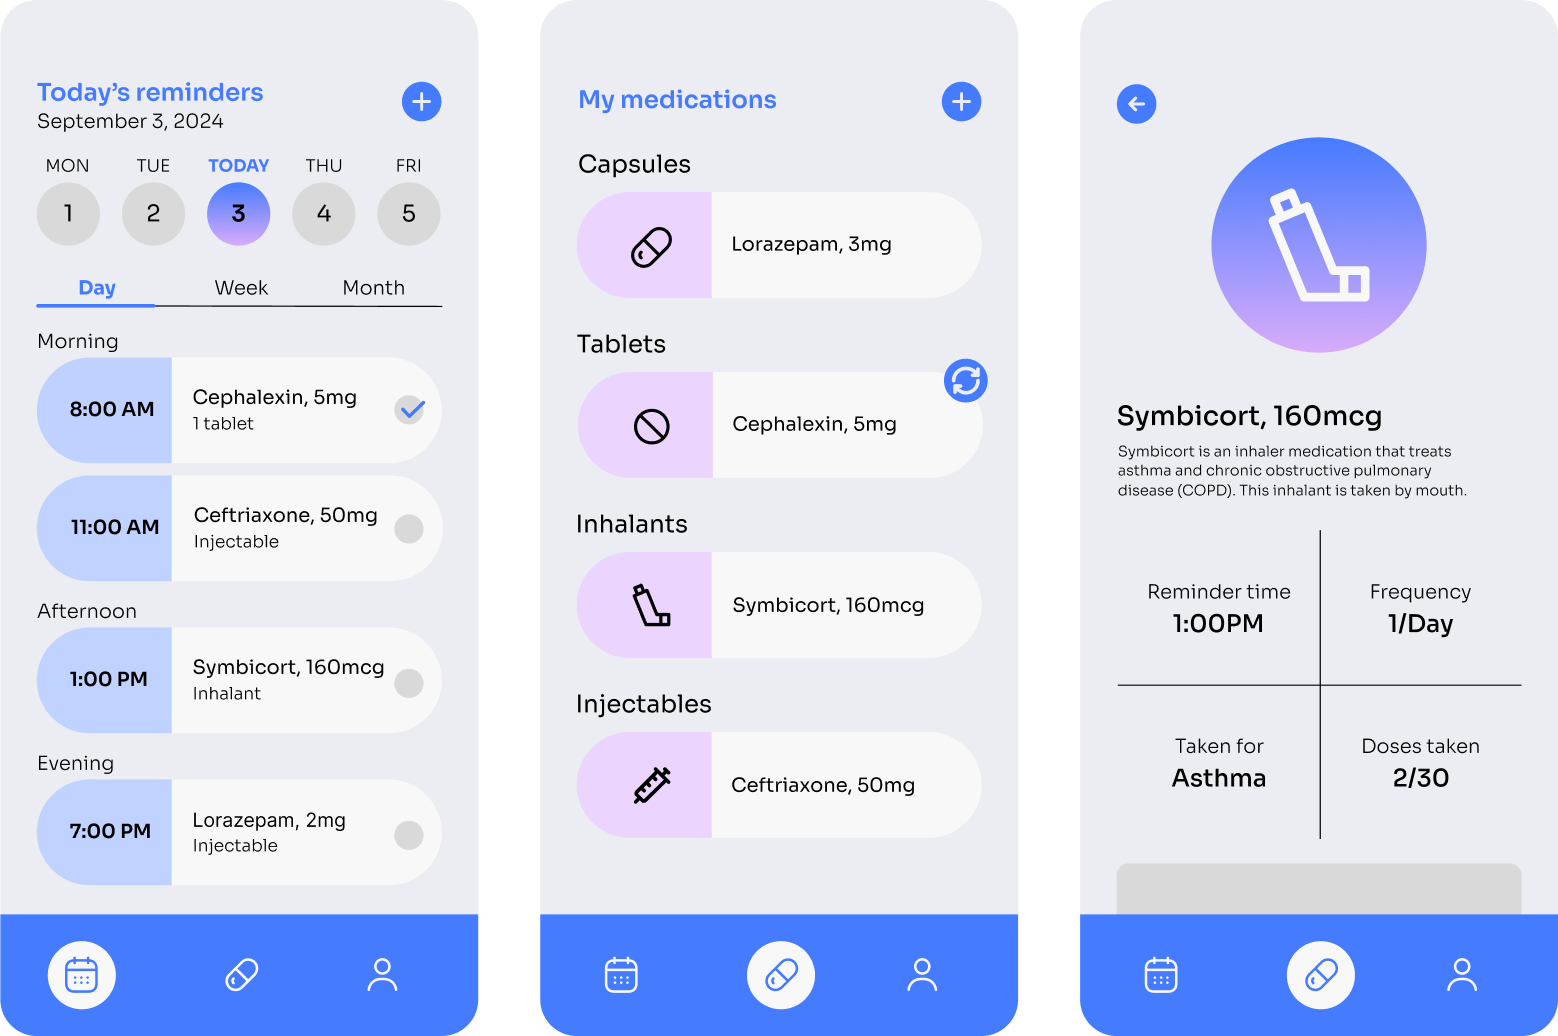 Today’s reminders
September 3, 2024
MON TUE TODAY THU FRI
1 2 3 4 5
Day Week Month
Morning
8:00 AM
Cephalexin, 5mg
1 tablet
11:00 AM
Ceftriaxone, 50mg
Injectable
Afternoon
1:00 PM
Symbicort, 160mcg
Inhalant
Evening
7:00 PM
Lorazepam, 2mg
Injectable
My medications
Capsules
Lorazepam, 3mg
Tablets
Cephalexin, 5mg
Inhalants
Symbicort, 160mcg
Injectables
Ceftriaxone, 50mg
Symbicort, 160mcg
Symbicort is an inhaler medication that treats
asthma and chronic obstructive pulmonary
disease (COPD). This inhalant is taken by mouth.
Reminder time
1:00PM
Frequency
1/Day
Taken for
Asthma
Doses taken
2/30